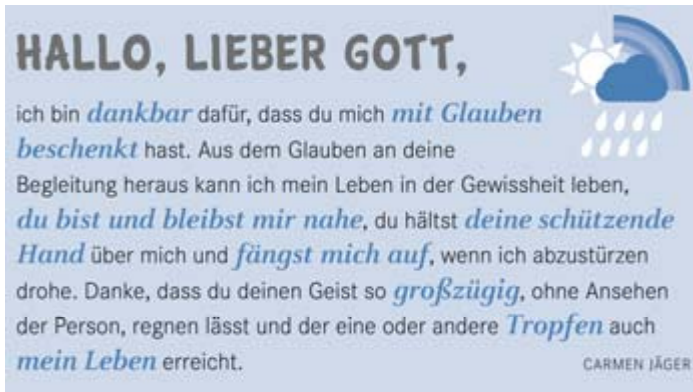 HALLO, LIEBER GOTT,
ich bin dankbar dafür, dass du mich mit Glauben
beschenkt hast. Aus dem Glauben an deine
Begleitung heraus kann ich mein Leben in der Gewissheit leben,
du bist und bleibst mir nahe, du hältst deine schützende
Hand über mich und fängst mich auf, wenn ich abzustürzen
drohe. Danke, dass du deinen Geist so großzügig, ohne Ansehen
der Person, regnen lässt und der eine oder andere Tropfen auch
mein Leben erreicht. CARMEN JÄGER